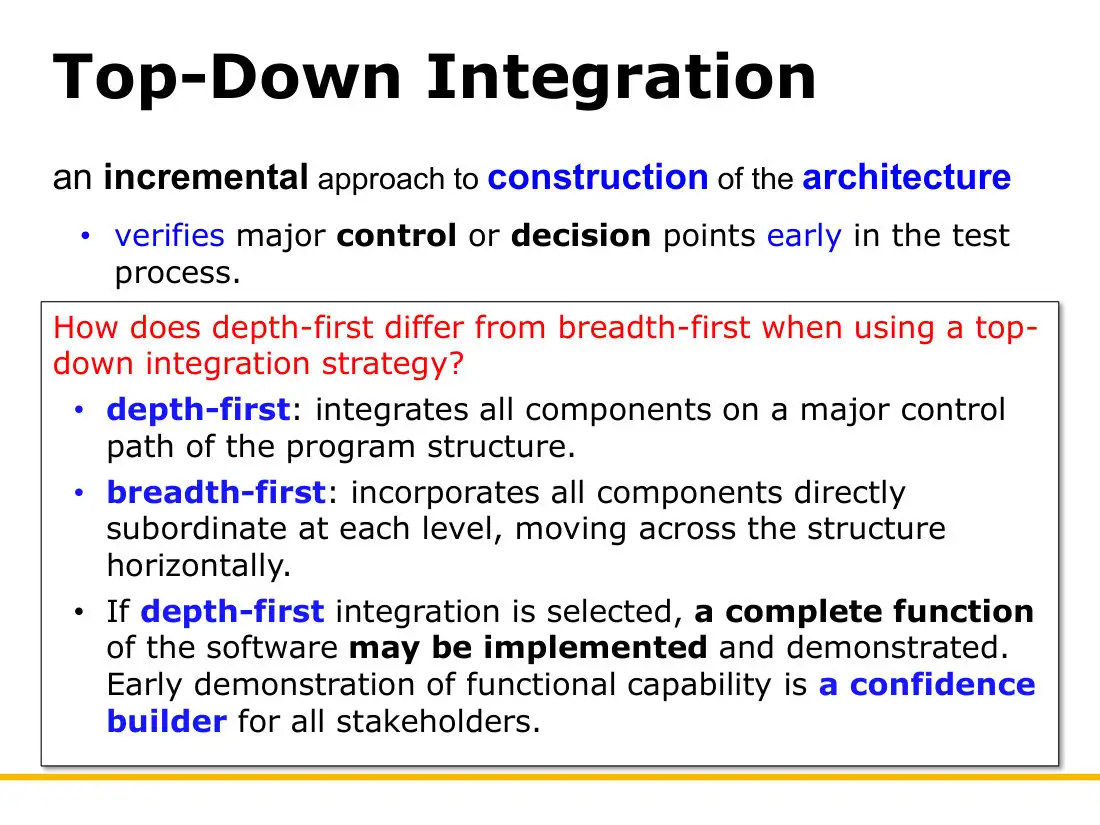 Top-Down Integration
an incremental approach to construction of the architecture
• verifies major control or decision points early in the test
process.
How does depth-first differ from breadth-first when using a top-
down integration strategy?
• depth-first: integrates all components on a major control
path of the program structure.
• breadth-first: incorporates all components directly
subordinate at each level, moving across the structure
horizontally.
• If depth-first integration is selected, a complete function
of the software may be implemented and demonstrated.
Early demonstration of functional capability is a confidence
builder for all stakeholders.